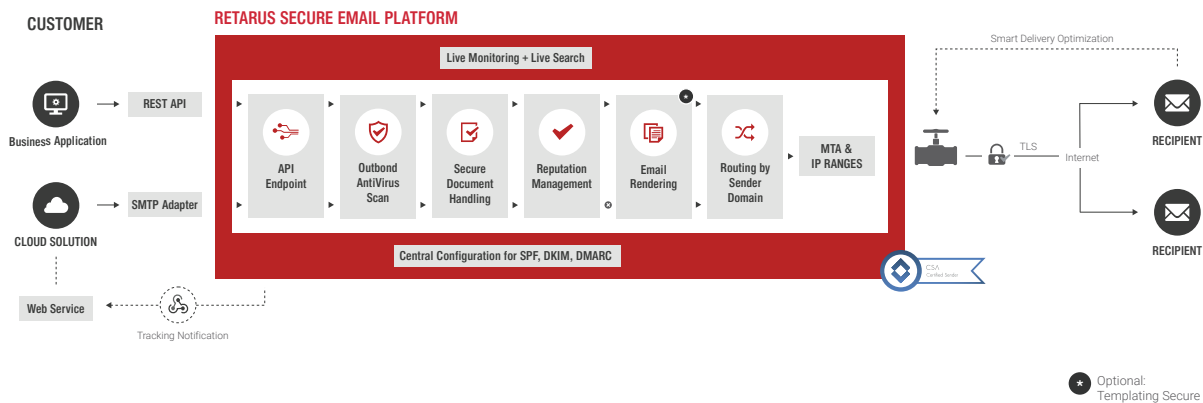 CUSTOMER
RETARUS SECURE EMAIL PLATFORM
Smart Delivery Optimization
Live Monitoring + Live Search
*
REST API
Business Application
API
Endpoint
Outbond
AntiVirus
Scan
Secure
Document
Handling
Reputation
Management
Email
Rendering
Routing by
Sender
Domain
MTA &
IP RANGES
TLS
Internet
RECIPIENT
SMTP Adapter
CLOUD SOLUTION
RECIPIENT
Central Configuration for SPF, DKIM, DMARC
CSA
Certified Sender
Web Service
Tracking Notification
*
Optional:
Templating Secure